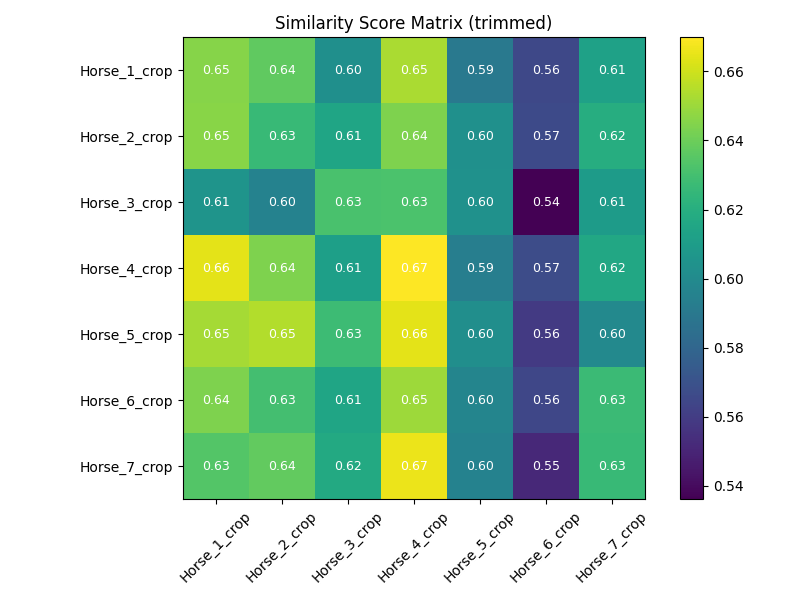 Similarity Score Matrix (trimmed)
Horse_1_crop 0.65 0.64 0.60 0.65 0.59 0.56 0.61
Horse_2_crop 0.65 0.63 0.61 0.64 0.60 0.57 0.62
Horse_3_crop 0.61 0.60 0.63 0.63 0.60 0.54 0.61
Horse_4_crop 0.66 0.64 0.61 0.67 0.59 0.57 0.62
Horse_5_crop 0.65 0.65 0.63 0.66 0.60 0.56 0.60
Horse_6_crop 0.64 0.63 0.61 0.65 0.60 0.56 0.63
Horse_7_crop 0.63 0.64 0.62 0.67 0.60 0.55 0.63
Horse_1_crop Horse_2_crop Horse_3_crop Horse_4_crop Horse_5_crop Horse_6_crop Horse_7_crop
0.66
0.64
0.62
0.60
0.58
0.56
0.54